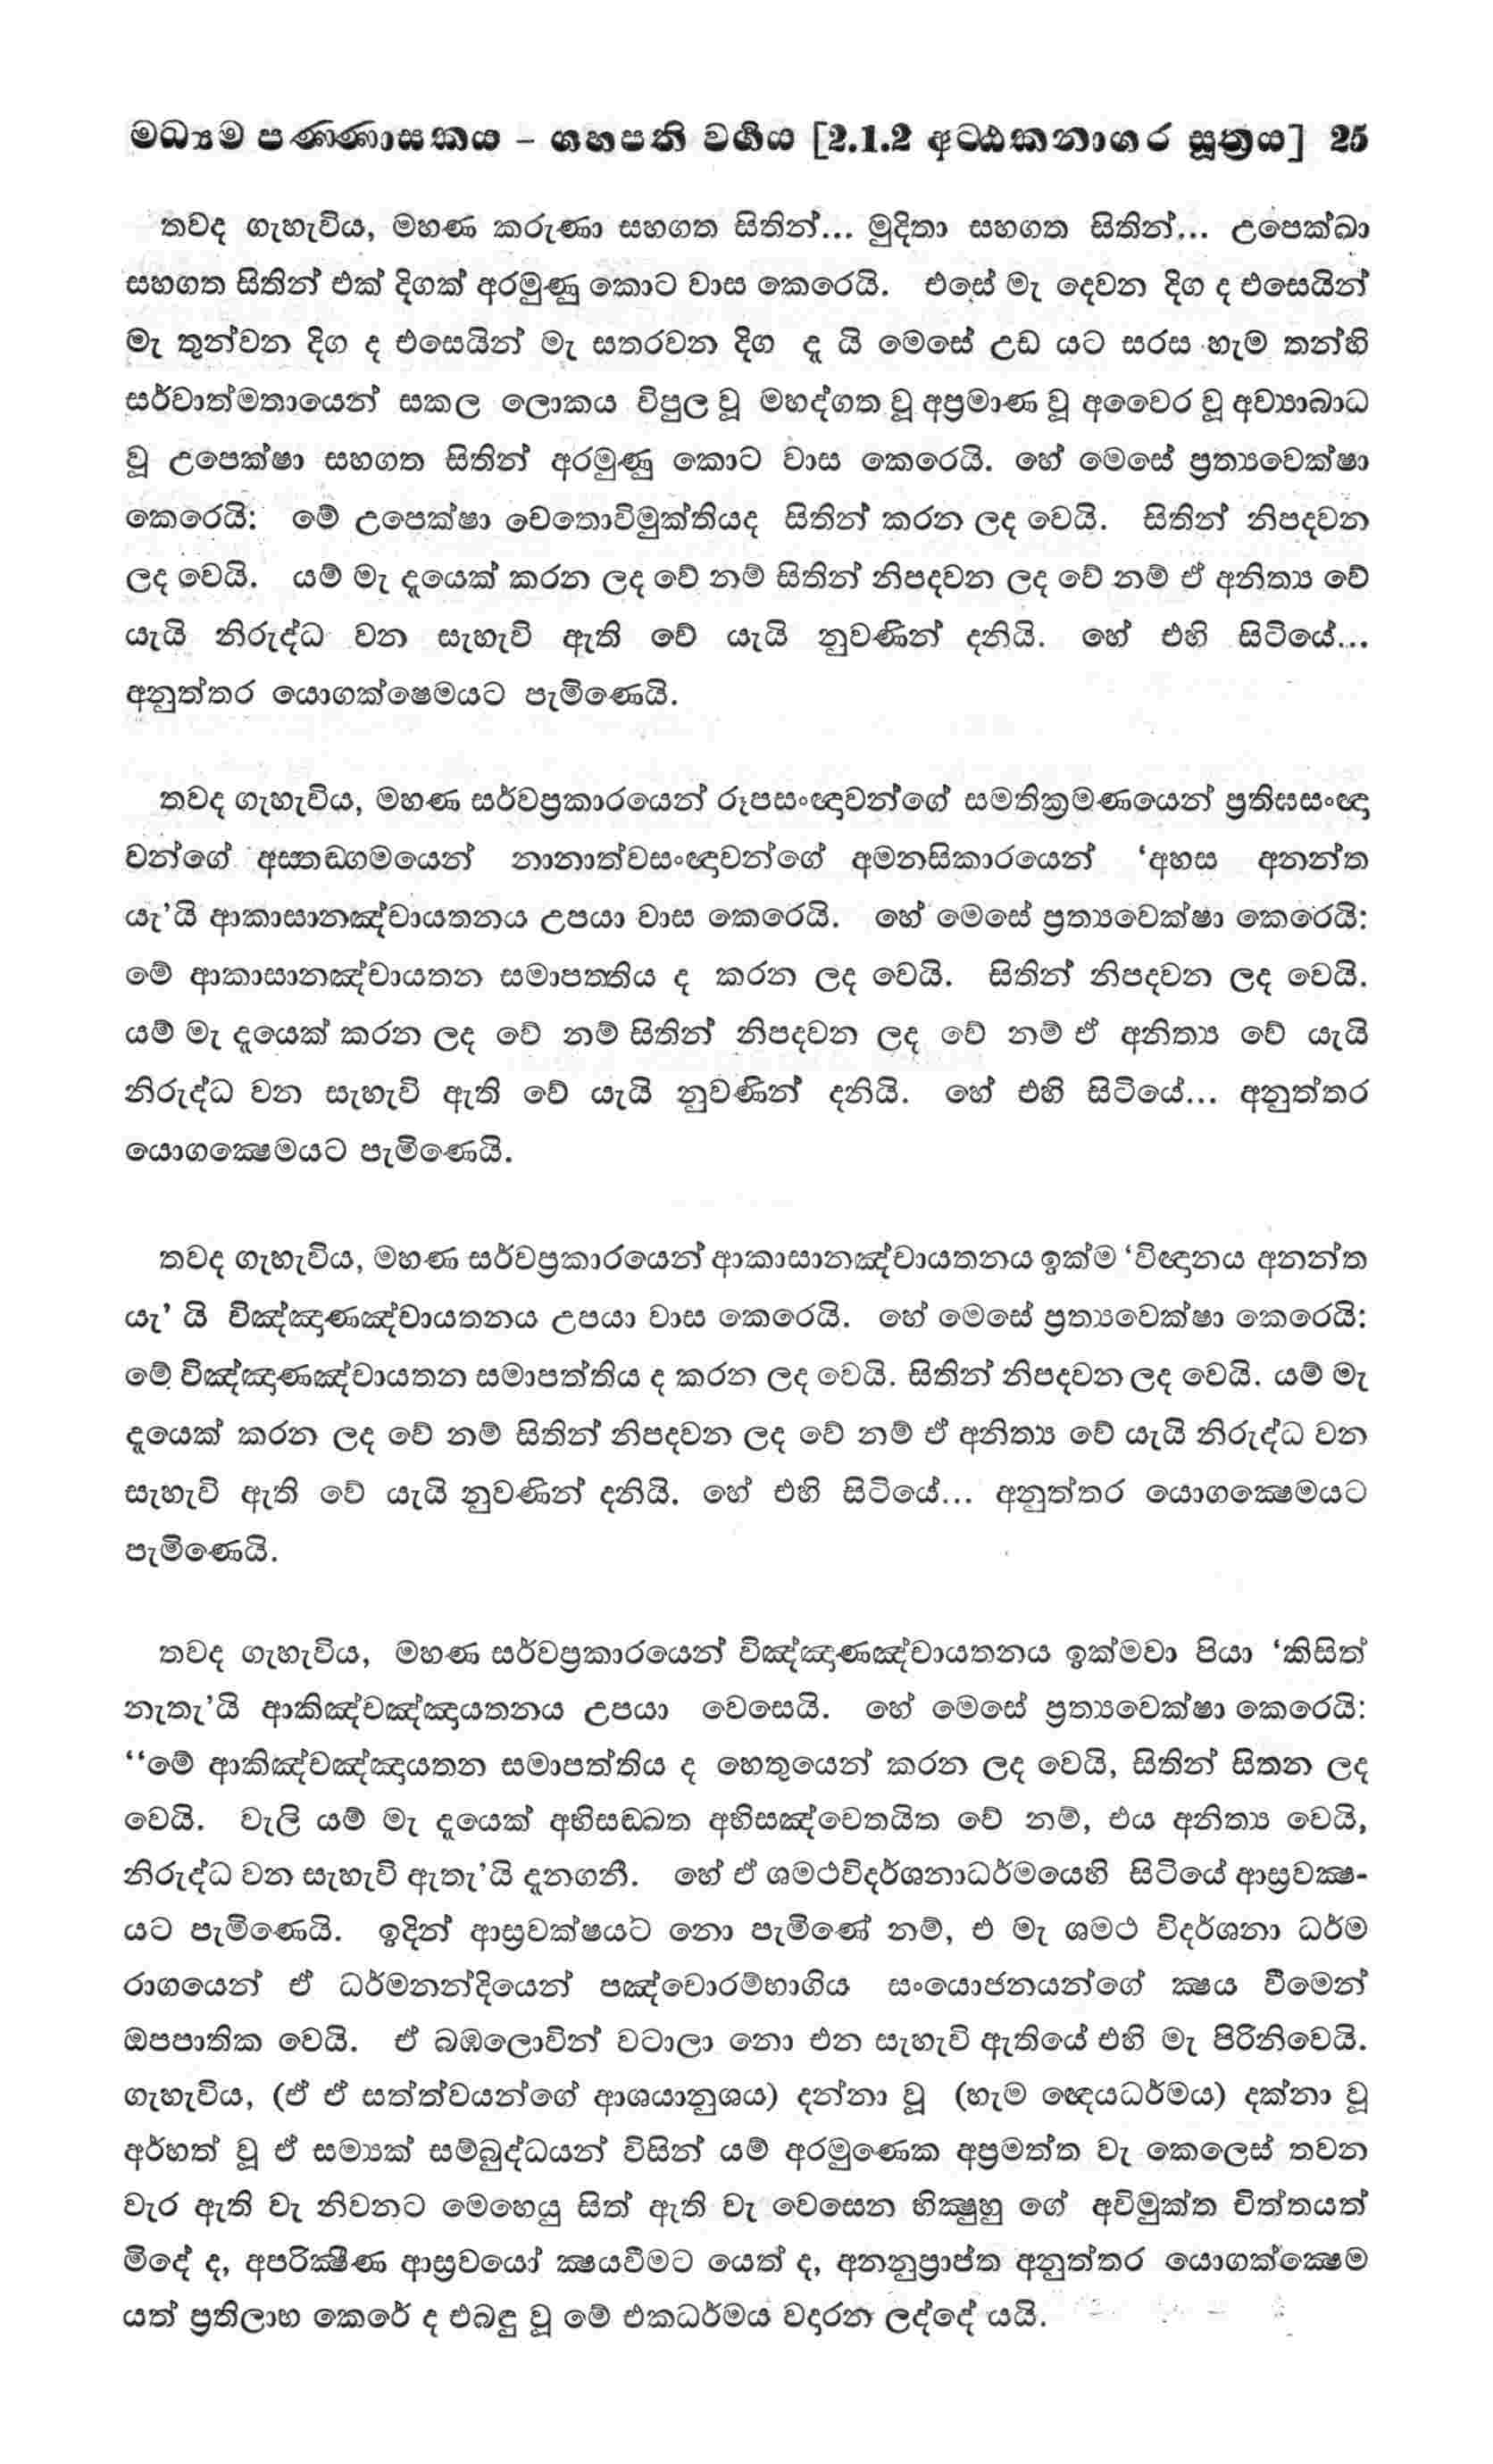 මධ්‍යම පණ්ණාසකය – ගහපති වර්ගය [2.1.2 අට්ඨකනාගර සූත්‍රය] 25
තවද ගැහැවිය, මහණ කරුණා සහගත සිතින්... මුදිතා සහගත සිතින්... උපෙක්ඛා
සහගත සිතින් එක් දිගක් අරමුණු කොට වාස කෙරෙයි. එසේ මැ දෙවන දිග ද එසෙයින්
මැ තුන්වන දිග ද එසෙයින් මැ සතරවන දිග දැ යි මෙසේ උඩ යට සරස හැම තන්හි
සර්වාත්මතායෙන් සකල ලොකය විපුල වූ මහද්ගත වූ අප්‍රමාණ වූ අවෛර වූ අව්‍යාබාධ
වූ උපෙක්ෂා සහගත සිතින් අරමුණු කොට වාස කෙරෙයි. හේ මෙසේ ප්‍රත්‍යවෙක්ෂා
කෙරෙයි: මේ උපෙක්ෂා චෙතොවිමුක්තියද සිතින් කරන ලද වෙයි. සිතින් නිපදවන
ලද වෙයි. යම් මැ දැයෙක් කරන ලද වේ නම් සිතින් නිපදවන ලද වේ නම් ඒ අනිත්‍ය වේ
යැයි නිරුද්ධ වන සැහැවි ඇති වේ යැයි නුවණින් දනියි. හේ එහි සිටියේ...
අනුත්තර යොගක්ෂෙමයට පැමිණෙයි.
තවද ගැහැවිය, මහණ සර්වප්‍රකාරයෙන් රූපසංඥාවන්ගේ සමතික්‍රමණයෙන් ප්‍රතිඝසංඥා
වන්ගේ අස්තඞ්ගමයෙන් නානාත්වසංඥාවන්ගේ අමනසිකාරයෙන් ‘අහස අනන්ත
යැ’යි ආකාසානඤ්චායතනය උපයා වාස කෙරෙයි. හේ මෙසේ ප්‍රත්‍යවෙක්ෂා කෙරෙයි:
මේ ආකාසානඤ්චායතන සමාපත්තිය ද කරන ලද වෙයි. සිතින් නිපදවන ලද වෙයි.
යම් මැ දැයෙක් කරන ලද වේ නම් සිතින් නිපදවන ලද වේ නම් ඒ අනිත්‍ය වේ යැයි
නිරුද්ධ වන සැහැවි ඇති වේ යැයි නුවණින් දනියි. හේ එහි සිටියේ... අනුත්තර
යොගක්‍ෂෙමයට පැමිණෙයි.
තවද ගැහැවිය, මහණ සර්වප්‍රකාරයෙන් ආකාසානඤ්චායතනය ඉක්ම ‘විඥානය අනන්ත
යැ’ යි විඤ්ඤාණඤ්චායතනය උපයා වාස කෙරෙයි. හේ මෙසේ ප්‍රත්‍යවෙක්ෂා කෙරෙයි:
මේ විඤ්ඤාණඤ්චායතන සමාපත්තිය ද කරන ලද වෙයි. සිතින් නිපදවන ලද වෙයි. යම් මැ
දැයෙක් කරන ලද වේ නම් සිතින් නිපදවන ලද වේ නම් ඒ අනිත්‍ය වේ යැයි නිරුද්ධ වන
සැහැවි ඇති වේ යැයි නුවණින් දනියි. හේ එහි සිටියේ... අනුත්තර යොගක්‍ෂෙමයට
පැමිණෙයි.
තවද ගැහැවිය, මහණ සර්වප්‍රකාරයෙන් විඤ්ඤාණඤ්චායතනය ඉක්මවා පියා ‘කිසිත්
නැතැ’යි ආකිඤ්චඤ්ඤායතනය උපයා වෙසෙයි. හේ මෙසේ ප්‍රත්‍යවෙක්ෂා කෙරෙයි:
“මේ ආකිඤ්චඤ්ඤායතන සමාපත්තිය ද හෙතුයෙන් කරන ලද වෙයි, සිතින් සිතන ලද
වෙයි. වැලි යම් මැ දැයෙක් අභිසඞ්ඛත අභිසඤ්චෙතයිත වේ නම්, එය අනිත්‍ය වෙයි,
නිරුද්ධ වන සැහැවි ඇතැ’යි දැනගනී. හේ ඒ ශමථවිදර්ශනාධර්මයෙහි සිටියේ ආස්‍රවක්‍ෂ-
යට පැමිණෙයි. ඉදින් ආස්‍රවක්ෂයට නො පැමිණේ නම්, එ මැ ශමථ විදර්ශනා ධර්ම
රාගයෙන් ඒ ධර්මනන්දියෙන් පඤ්චොරම්භාගිය සංයොජනයන්ගේ ක්‍ෂය වීමෙන්
ඔපපාතික වෙයි. ඒ බඹලොවින් වටාලා නො එන සැහැවි ඇතියේ එහි මැ පිරිනිවෙයි.
ගැහැවිය, (ඒ ඒ සත්ත්වයන්ගේ ආශයානුශය) දන්නා වූ (හැම ඥෙයධර්මය) දක්නා වූ
අර්හත් වූ ඒ සම්‍යක් සම්බුද්ධයන් විසින් යම් අරමුණෙක අප්‍රමත්ත වැ කෙලෙස් තවන
වැර ඇති වැ නිවනට මෙහෙයු සිත් ඇති වැ වෙසෙන භික්‍ෂුහු ගේ අවිමුක්ත චිත්තයත්
මිදේ ද, අපරික්‍ෂීණ ආස්‍රවයෝ ක්‍ෂයවීමට යෙත් ද, අනනුප්‍රාප්ත අනුත්තර යොගක්ක්‍ෂෙම
යත් ප්‍රතිලාභ කෙරේ ද එබඳු වූ මේ එකධර්මය වදාරන ලද්දේ යයි.